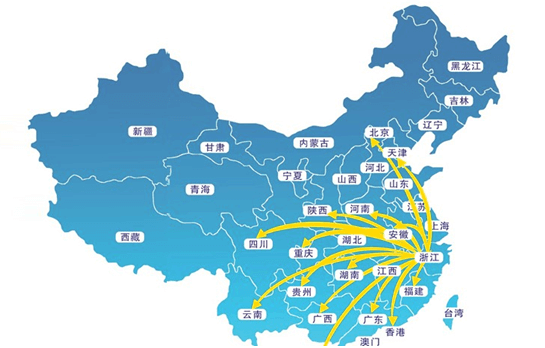 黑龙江
吉林
辽宁
北京
内蒙古
新疆
甘肃
天津
河北
宁夏
山西
山东
青海
陕西
河南
江苏
上海
安徽
西藏
四川
湖北
重庆
浙江
湖南
江西
贵州
福建
云南
广西
广东
台湾
香港
澳门